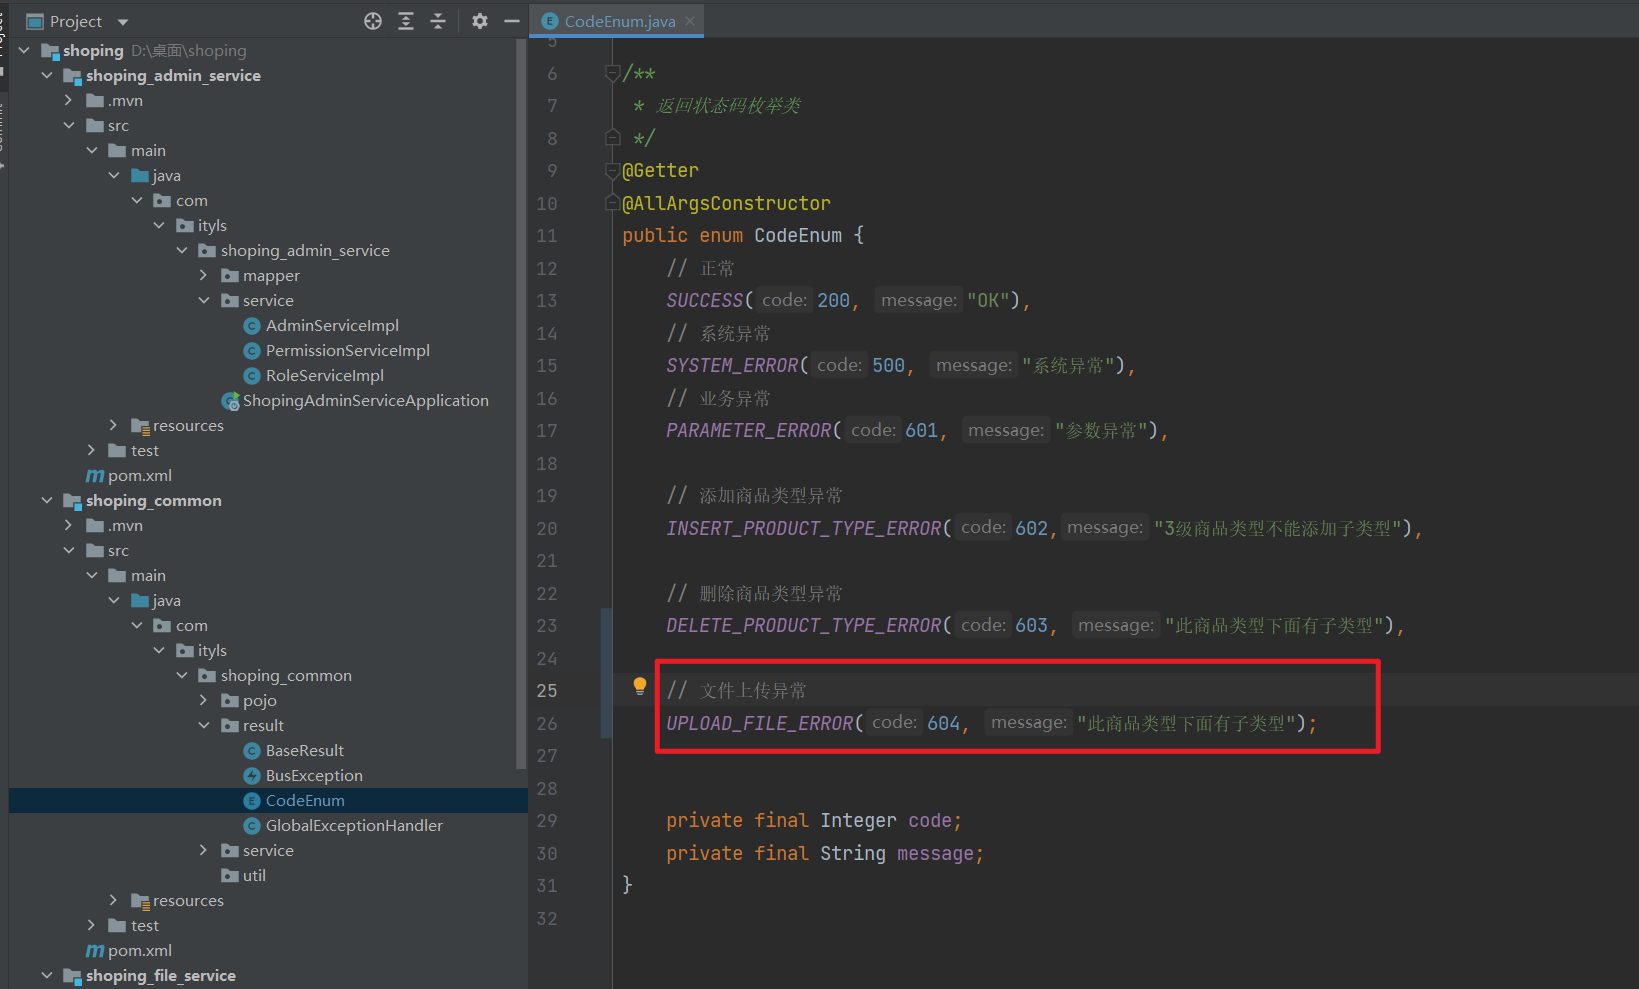 Project
CodeEnum.java
shoping D:\桌面\shoping
shoping_admin_service
.mvn
src
main
java
com
ityls
shoping_admin_service
mapper
service
AdminServiceImpl
PermissionServiceImpl
RoleServiceImpl
ShopingAdminServiceApplication
resources
test
pom.xml
shoping_common
.mvn
src
main
java
com
ityls
shoping_common
pojo
result
BaseResult
BusException
CodeEnum
GlobalExceptionHandler
service
util
resources
test
pom.xml
shoping_file_service
5
6 /**
7 * 返回状态码枚举类
8 */
9 @Getter
10 @AllArgsConstructor
11 public enum CodeEnum {
12 // 正常
13 SUCCESS( code: 200, message: "OK"),
14 // 系统异常
15 SYSTEM_ERROR( code: 500, message: "系统异常"),
16 // 业务异常
17 PARAMETER_ERROR( code: 601, message: "参数异常"),
18
19 // 添加商品类型异常
20 INSERT_PRODUCT_TYPE_ERROR( code: 602, message: "3级商品类型不能添加子类型"),
21
22 // 删除商品类型异常
23 DELETE_PRODUCT_TYPE_ERROR( code: 603, message: "此商品类型下面有子类型"),
24
25 // 文件上传异常
26 UPLOAD_FILE_ERROR( code: 604, message: "此商品类型下面有子类型");
27
28
29 private final Integer code;
30 private final String message;
31 }
32